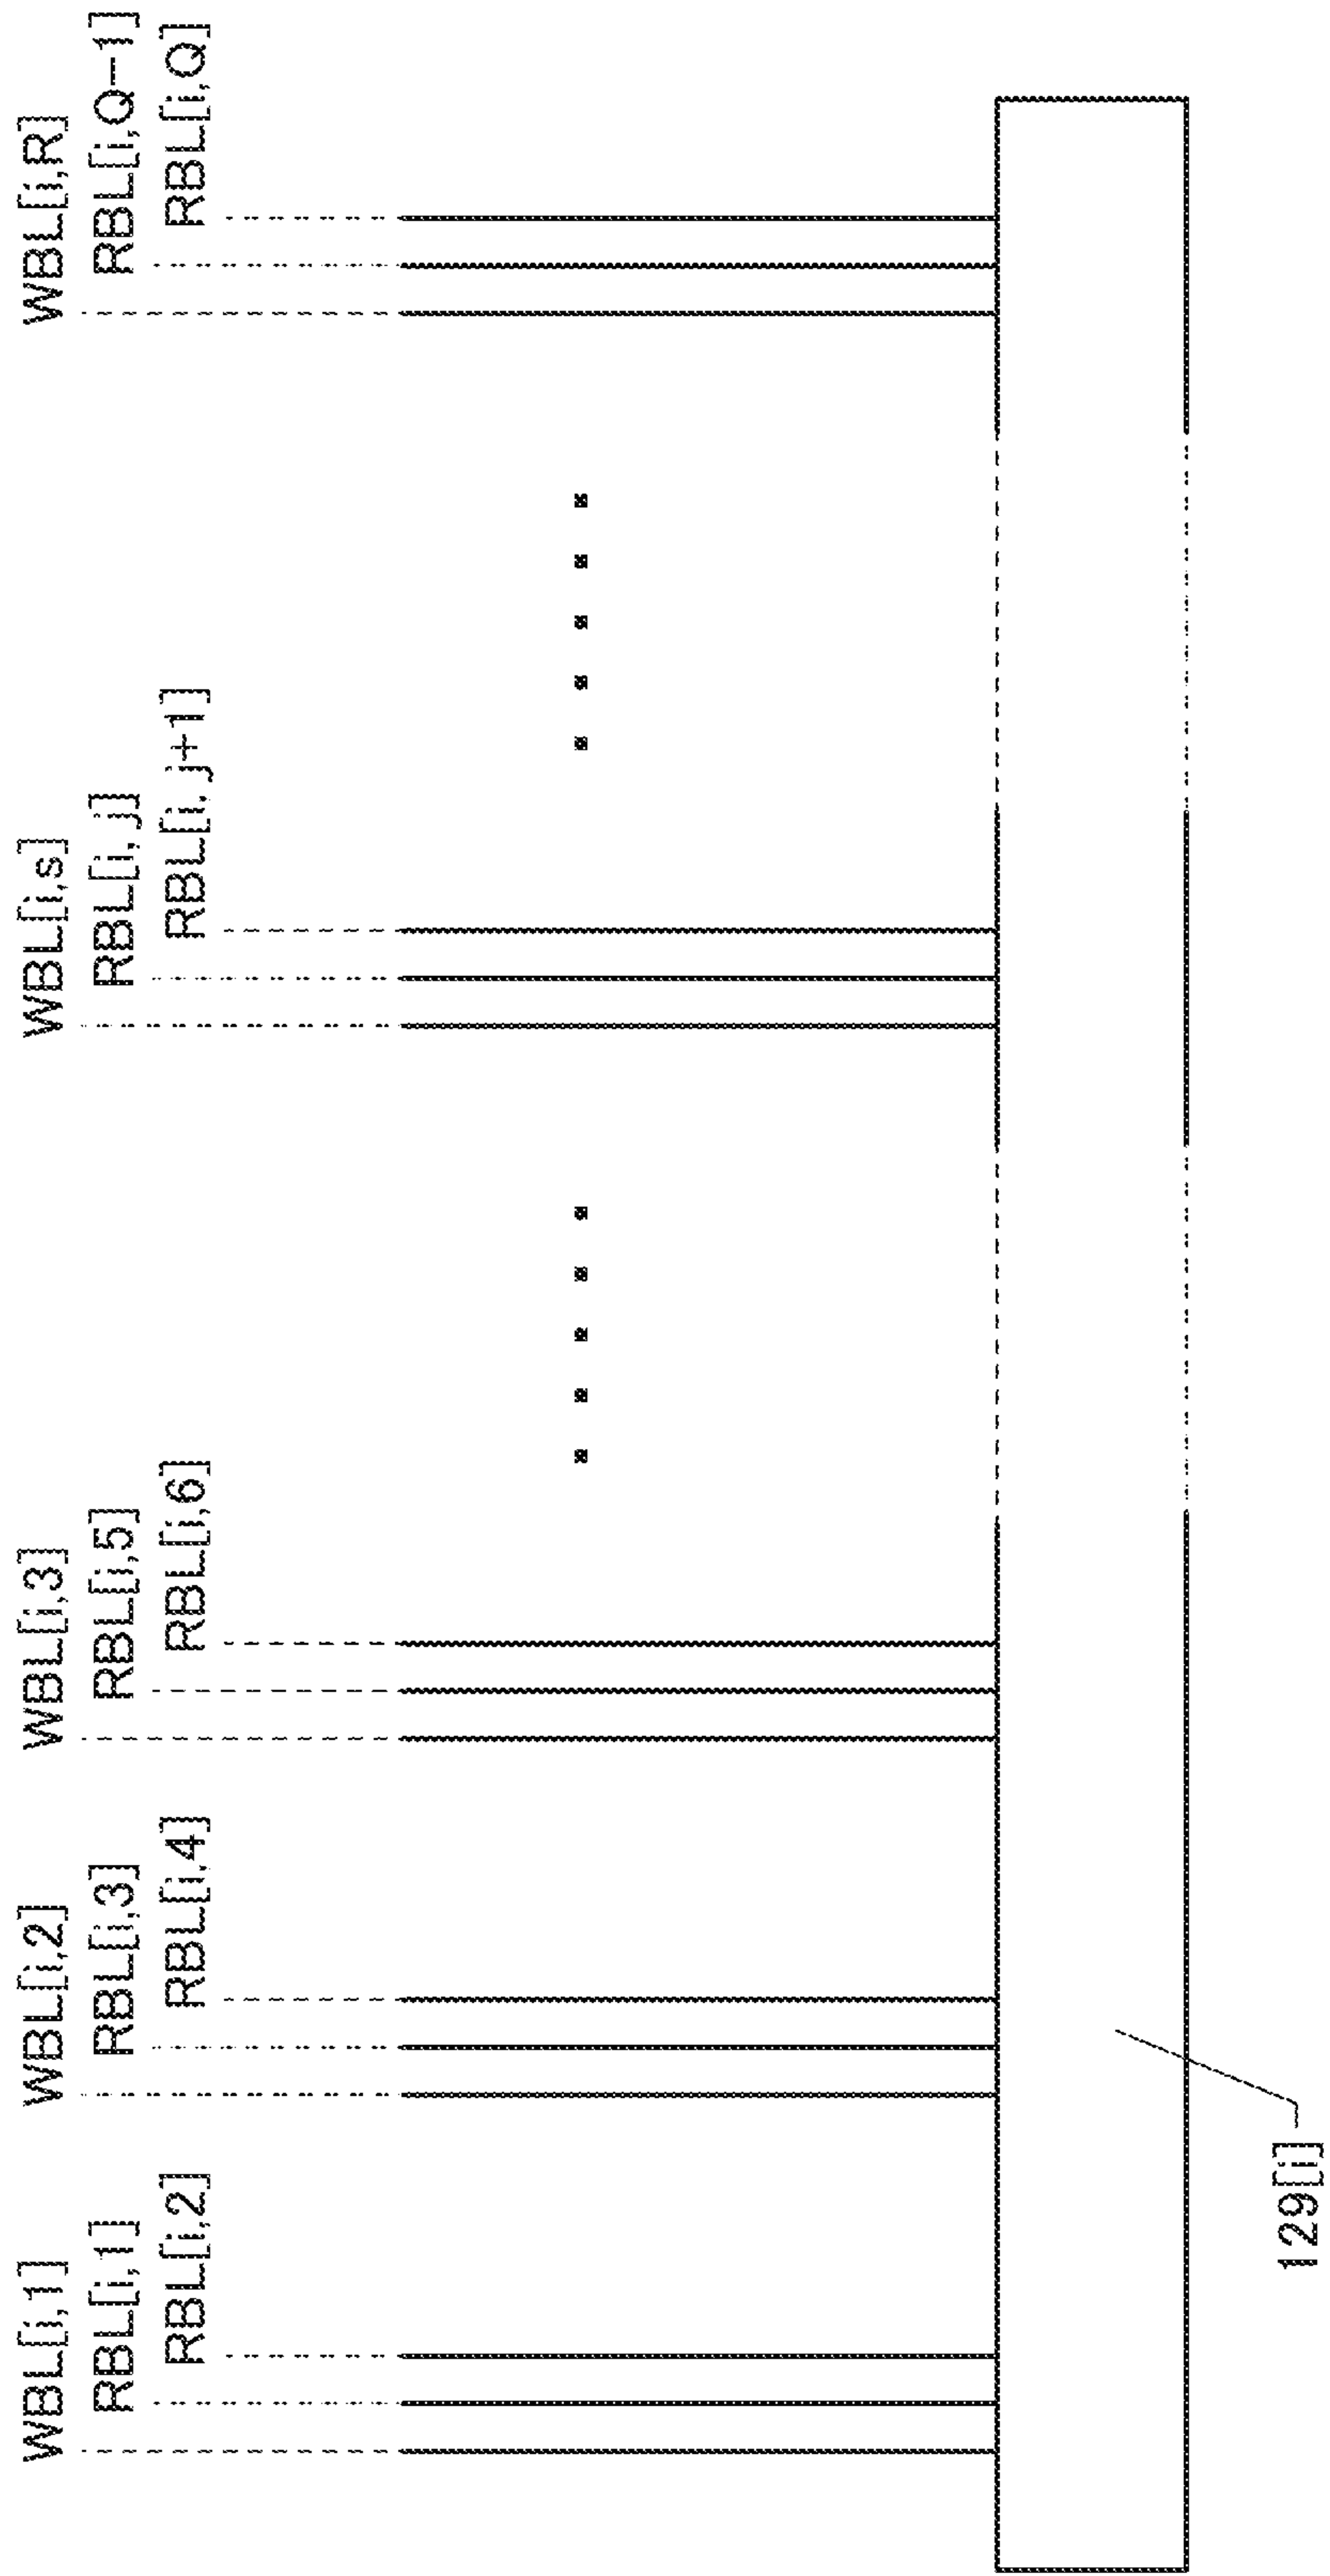 WBL[i,1]
RBL[i,1]
RBL[i,2]
WBL[i,2]
RBL[i,3]
RBL[i,4]
WBL[i,3]
RBL[i,5]
RBL[i,6]
WBL[i,s]
RBL[i,j]
RBL[i,j+1]
WBL[i,R]
RBL[i,Q-1]
RBL[i,Q]
129[i]